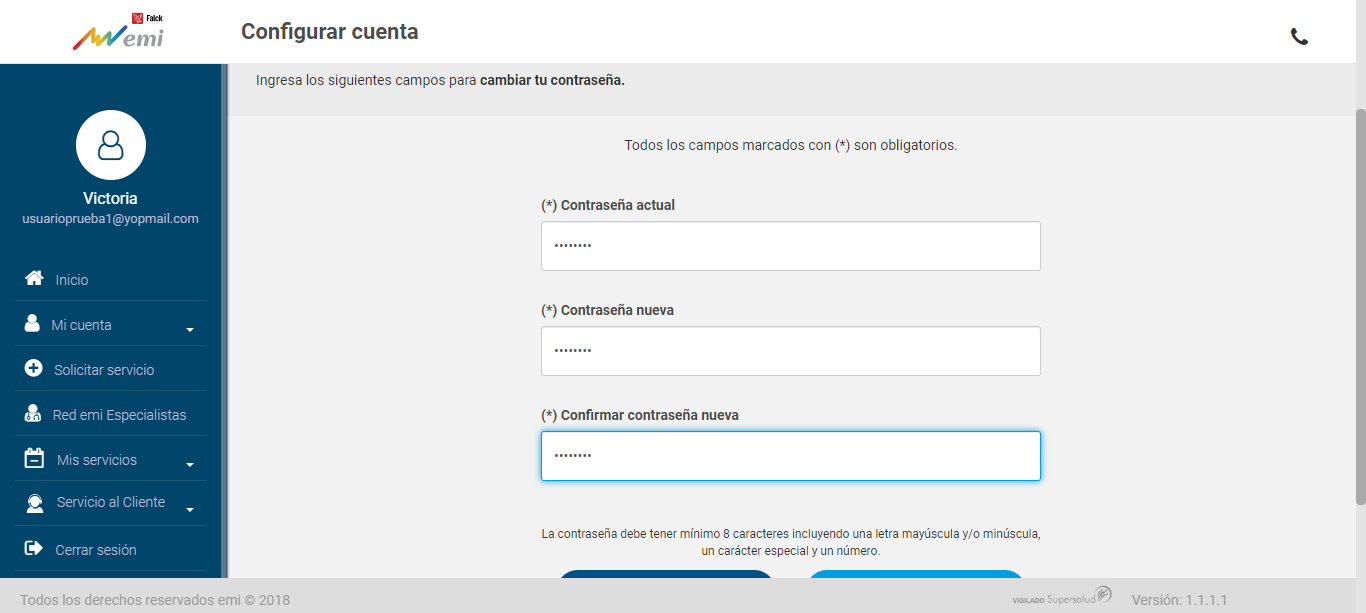 Falck
emi
Configurar cuenta
Ingresa los siguientes campos para cambiar tu contraseña.
Victoria
usuarioprueba1@yopmail.com
Inicio
Mi cuenta
Solicitar servicio
Red emi Especialistas
Mis servicios
Servicio al Cliente
Cerrar sesión
Todos los campos marcados con (*) son obligatorios.
(*) Contraseña actual
••••••••
(*) Contraseña nueva
••••••••
(*) Confirmar contraseña nueva
••••••••
La contraseña debe tener mínimo 8 caracteres incluyendo una letra mayúscula y/o minúscula,
un carácter especial y un número.
Todos los derechos reservados emi © 2018
VIGILADO Supersalud
Versión: 1.1.1.1